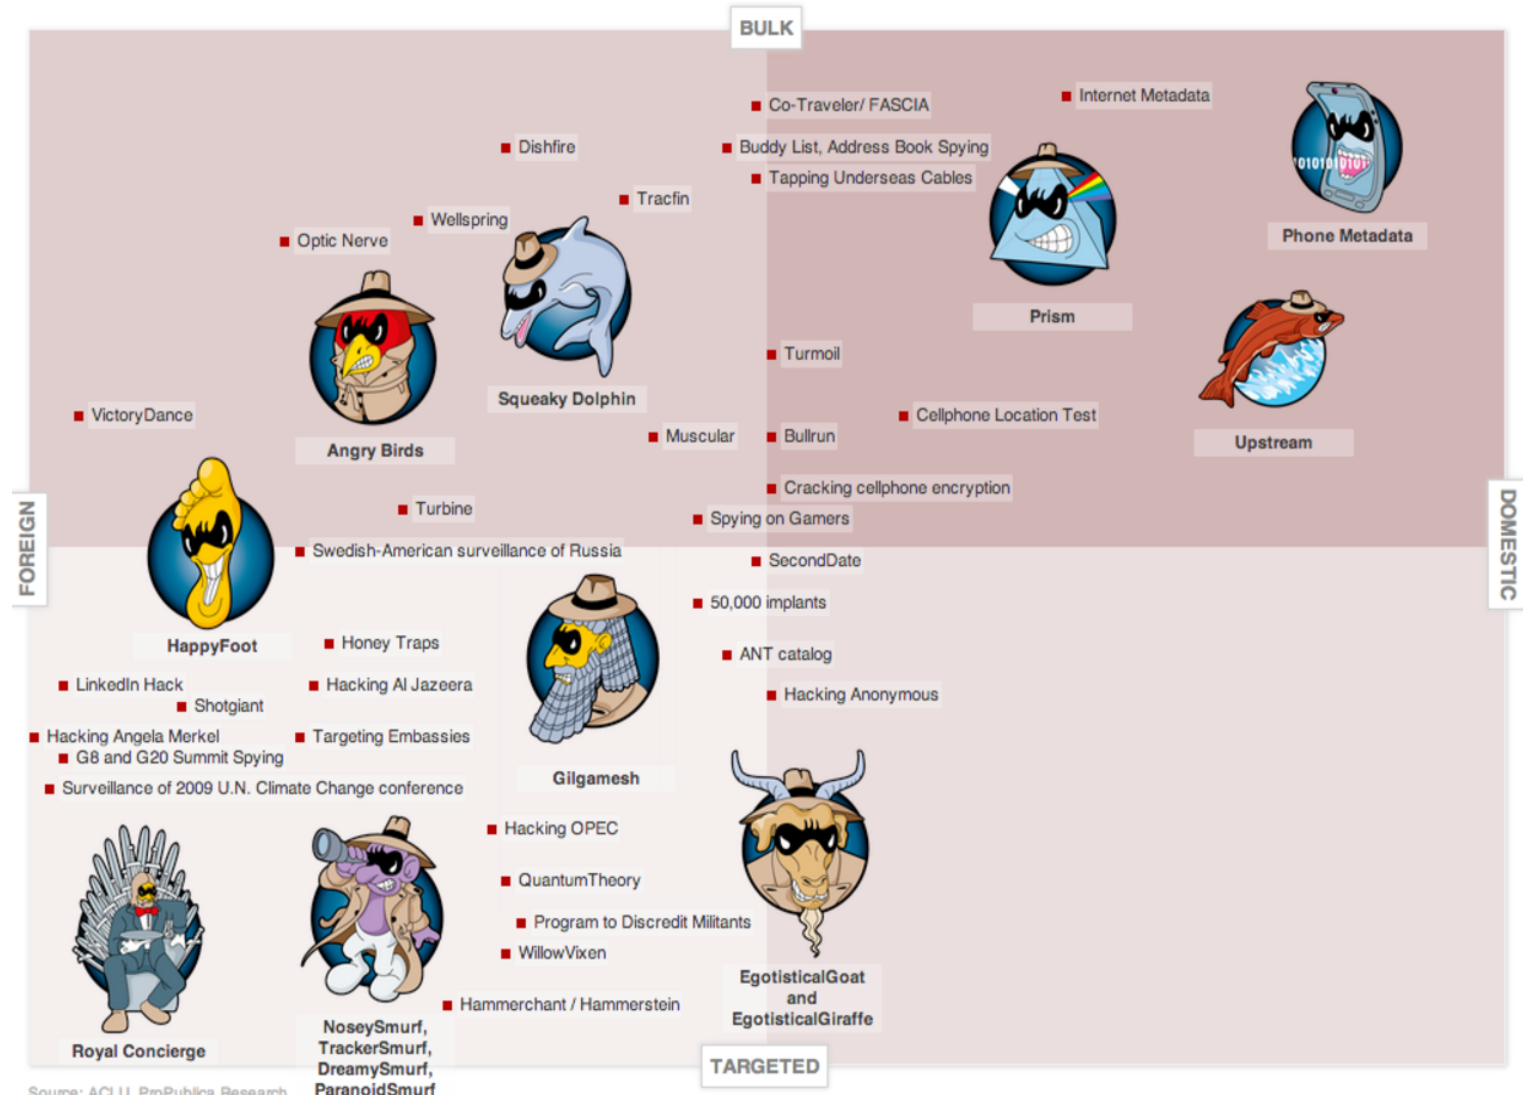 BULK
Internet Metadata
Co-Traveler/ FASCIA
Dishfire
Buddy List, Address Book Spying
10101010101
Tapping Underseas Cables
Tracfin
Wellspring
Phone Metadata
Optic Nerve
Prism
Turmoil
Squeaky Dolphin
VictoryDance
Cellphone Location Test
Muscular
Bullrun
Upstream
Angry Birds
Cracking cellphone encryption
Turbine
Spying on Gamers
FOREIGN
DOMESTIC
Swedish-American surveillance of Russia
SecondDate
50,000 implants
Honey Traps
HappyFoot
ANT catalog
LinkedIn Hack
Hacking Al Jazeera
Hacking Anonymous
Shotgiant
Hacking Angela Merkel
Targeting Embassies
G8 and G20 Summit Spying
Gilgamesh
Surveillance of 2009 U.N. Climate Change conference
Hacking OPEC
QuantumTheory
Program to Discredit Militants
WillowVixen
EgotisticalGoat
and
EgotisticalGiraffe
Hammerchant / Hammerstein
NoseySmurf,
TrackerSmurf,
DreamySmurf,
ParanoidSmurf
Royal Concierge
TARGETED
Source: ACLU, ProPublica Research